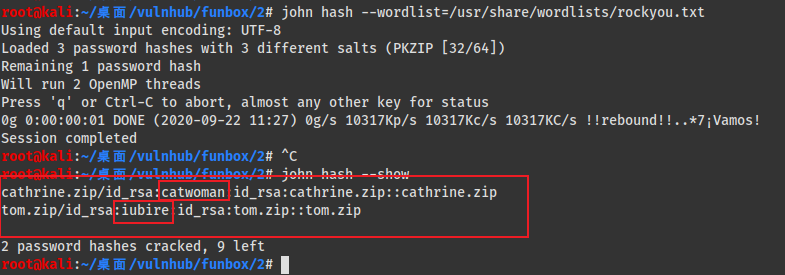 root@kali:~/桌面/vulnhub/funbox/2# john hash --wordlist=/usr/share/wordlists/rockyou.txt
Using default input encoding: UTF-8
Loaded 3 password hashes with 3 different salts (PKZIP [32/64])
Remaining 1 password hash
Will run 2 OpenMP threads
Press 'q' or Ctrl-C to abort, almost any other key for status
0g 0:00:00:01 DONE (2020-09-22 11:27) 0g/s 10317Kp/s 10317Kc/s 10317KC/s !!rebound!!..*7¡Vamos!
Session completed
root@kali:~/桌面/vulnhub/funbox/2# ^C
root@kali:~/桌面/vulnhub/funbox/2# john hash --show
cathrine.zip/id_rsa:catwoman:id_rsa:cathrine.zip::cathrine.zip
tom.zip/id_rsa:iubire:id_rsa:tom.zip::tom.zip
2 password hashes cracked, 9 left
root@kali:~/桌面/vulnhub/funbox/2#